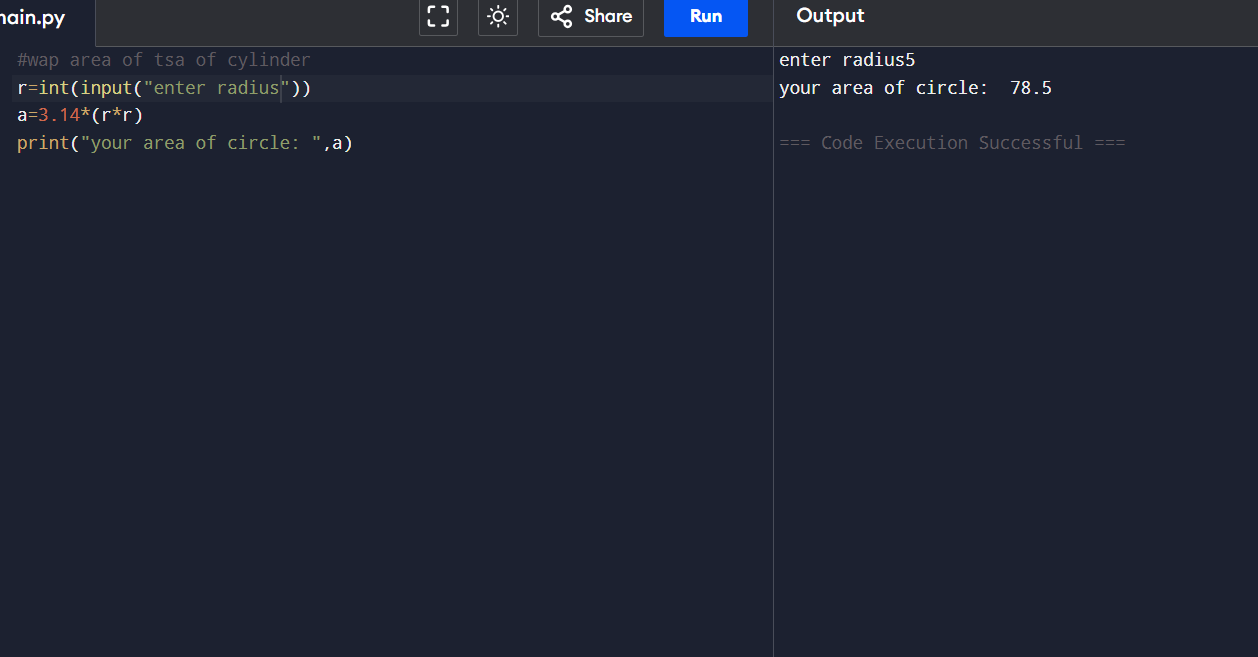 main.py
Share
Run
Output
#wap area of tsa of cylinder
r=int(input("enter radius"))
a=3.14*(r*r)
print("your area of circle: ",a)
enter radius5
your area of circle:  78.5
=== Code Execution Successful ===